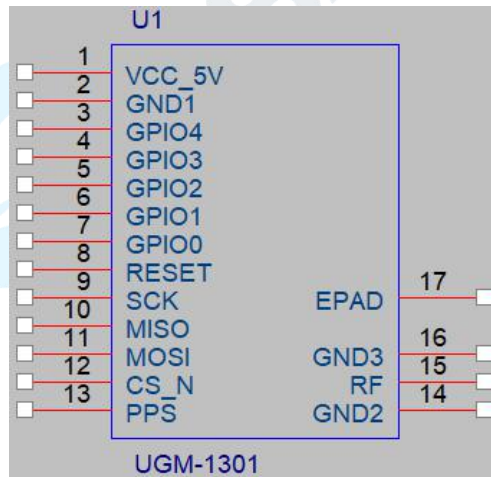 U1
1 VCC_5V
2 GND1
3 GPIO4
4 GPIO3
5 GPIO2
6 GPIO1
7 GPIO0
8 RESET
9 SCK EPAD 17
10 MISO
11 MOSI GND3 16
12 CS_N RF 15
13 PPS GND2 14
UGM-1301